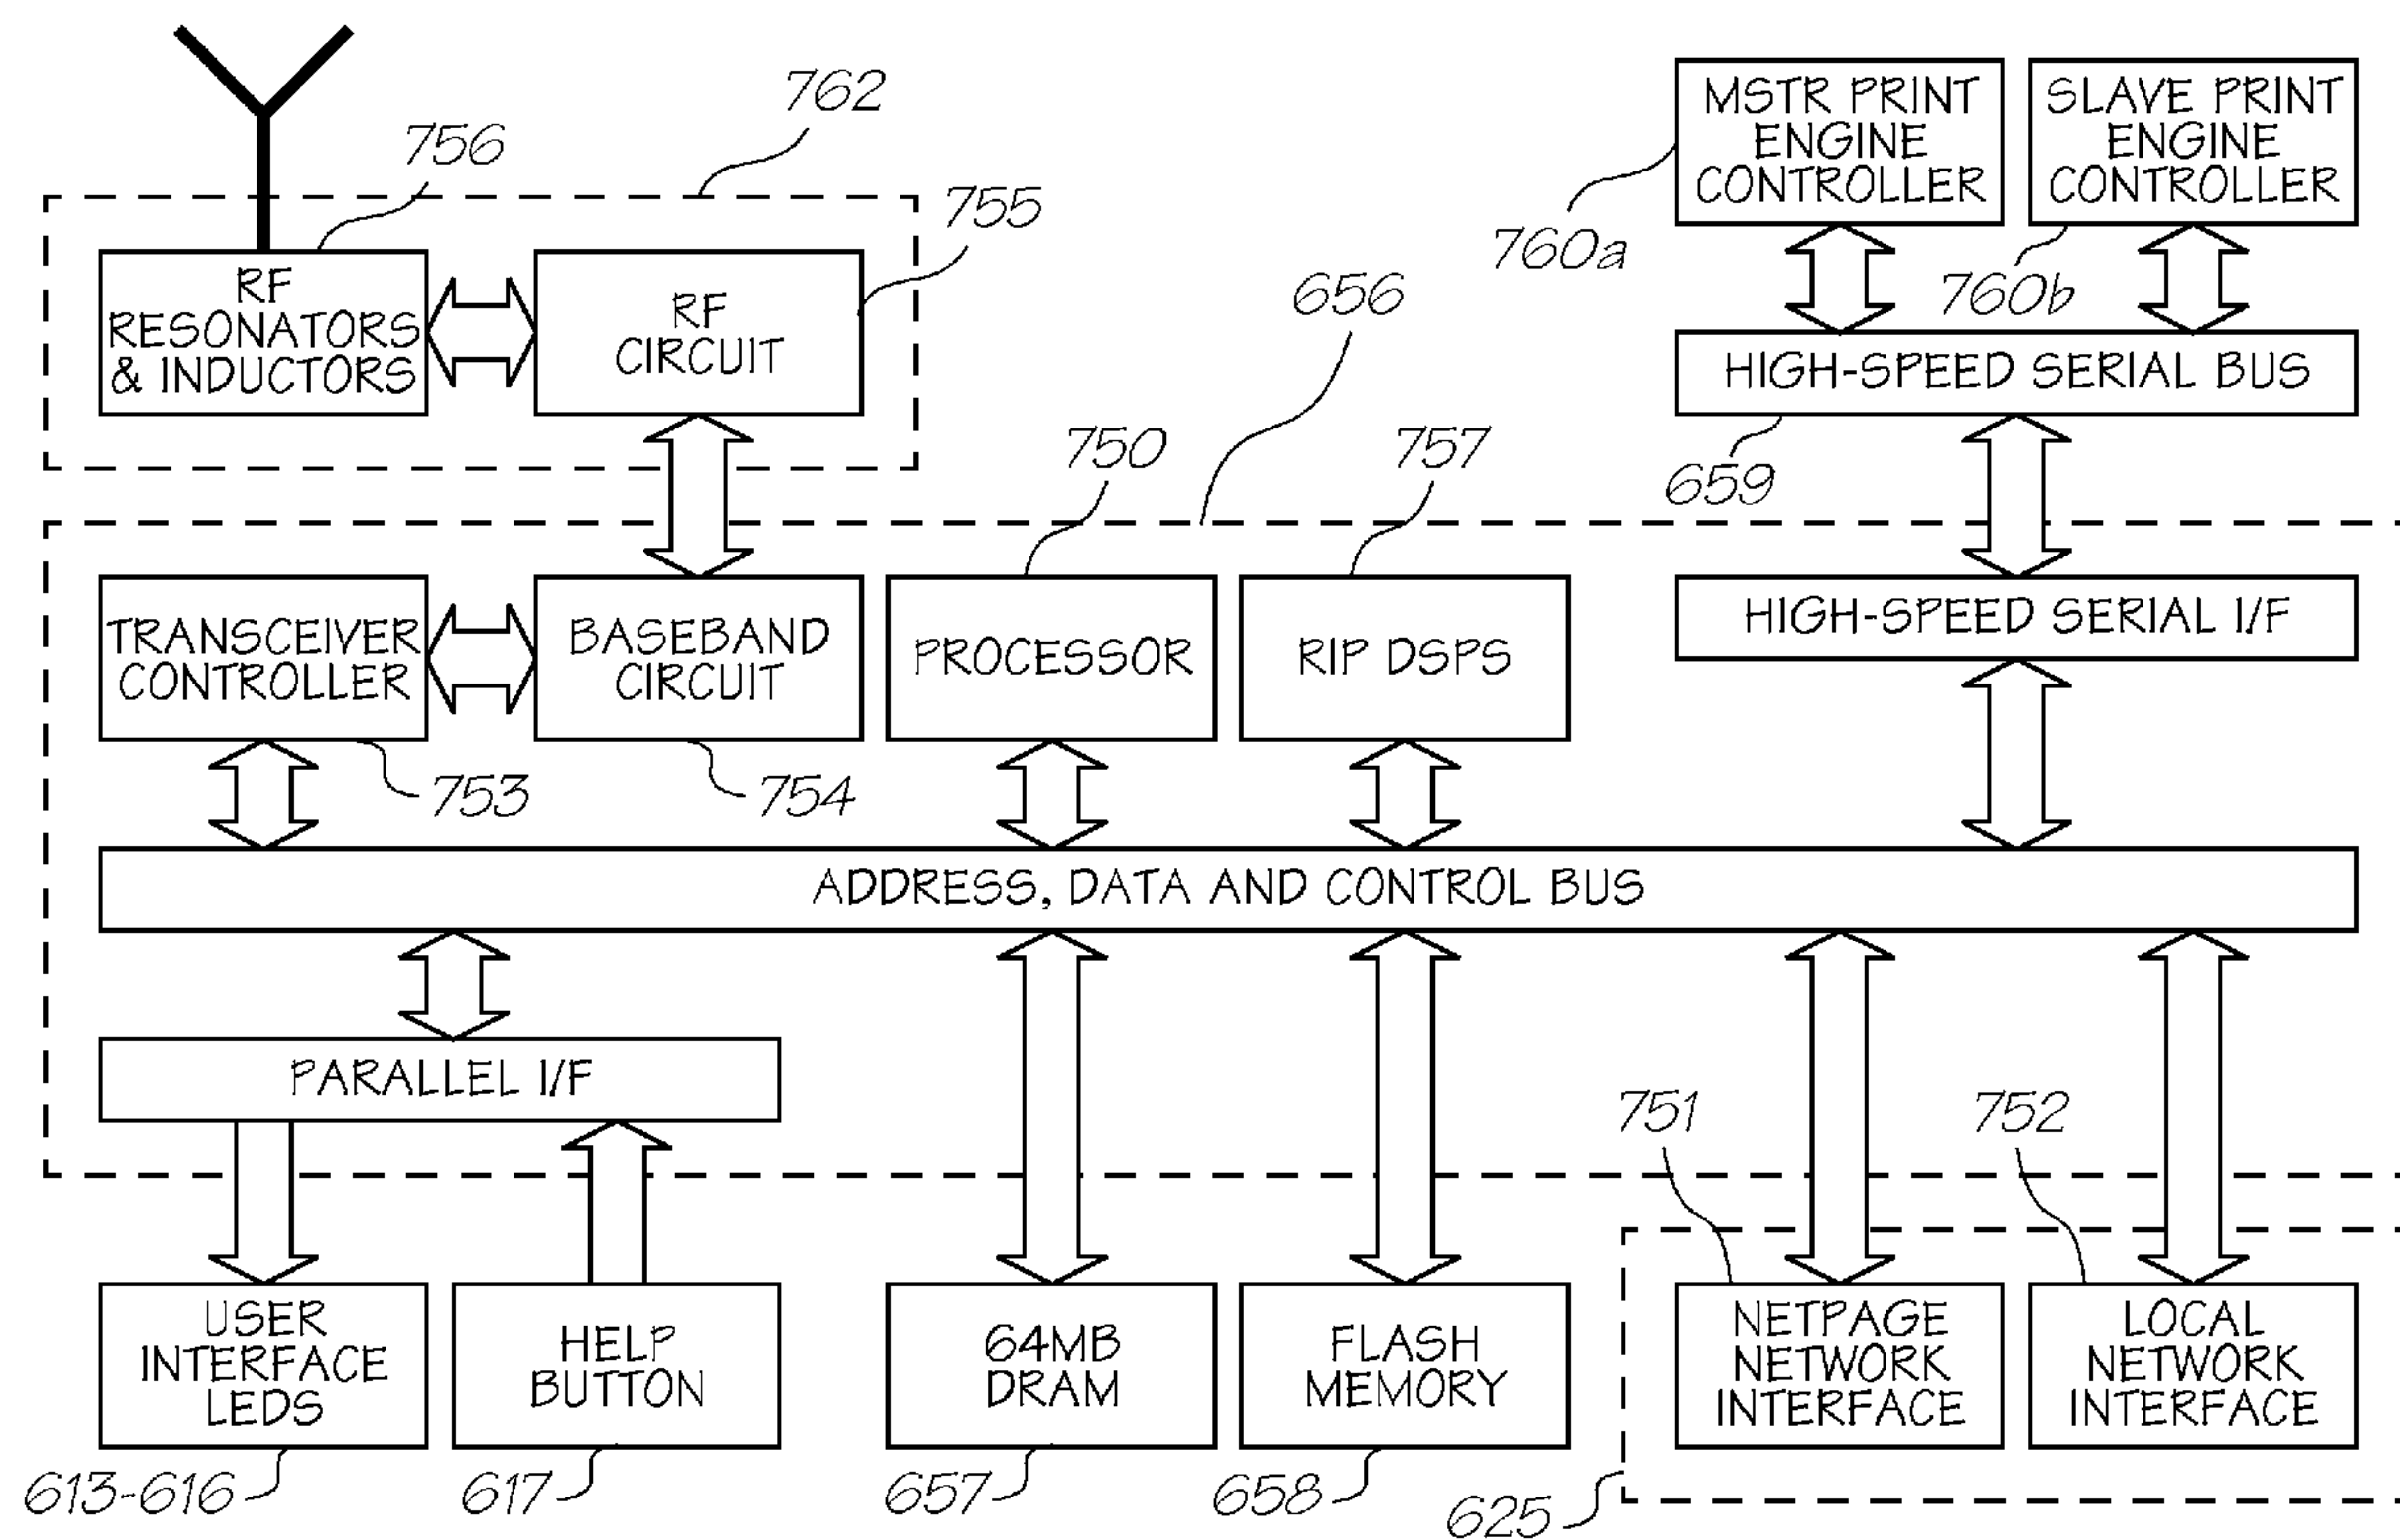 762
756
755
RF
RESONATORS
& INDUCTORS
RF
CIRCUIT
MSTR PRINT
ENGINE
CONTROLLER
SLAVE PRINT
ENGINE
CONTROLLER
760a
760b
656
HIGH-SPEED SERIAL BUS
659
750
757
TRANSCEIVER
CONTROLLER
BASEBAND
CIRCUIT
PROCESSOR
RIP DSPS
HIGH-SPEED SERIAL I/F
753
754
ADDRESS, DATA AND CONTROL BUS
PARALLEL I/F
751
752
USER
INTERFACE
LEDS
HELP
BUTTON
64MB
DRAM
FLASH
MEMORY
NETPAGE
NETWORK
INTERFACE
LOCAL
NETWORK
INTERFACE
613-616
617
657
658
625